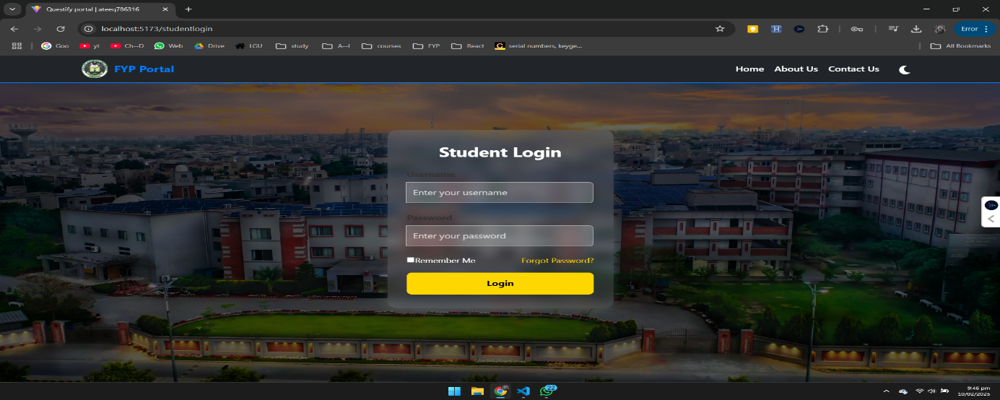 Questify portal | ateeq786316
localhost:5173/studentlogin
Error
Goo yt Ch--D Web Drive LGU study A--I courses FYP React serial numbers, keyge... All Bookmarks
FYP Portal Home About Us Contact Us
Student Login
Username
Enter your username
Password
Enter your password
Remember Me Forgot Password?
Login
22
9:46 pm
10/02/2025